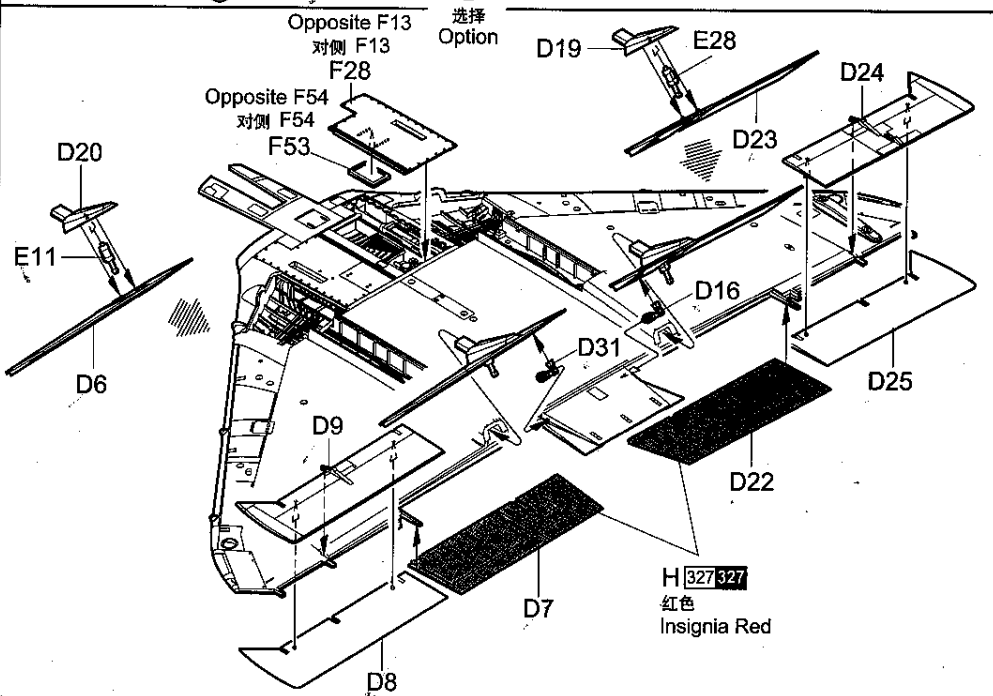 选择
Option
Opposite F13
对侧 F13
F28
Opposite F54
对侧 F54
F53
D19
E28
D23
D24
D20
E11
D6
D16
D31
D25
D9
D22
D7
D8
H 327 327
红色
Insignia Red